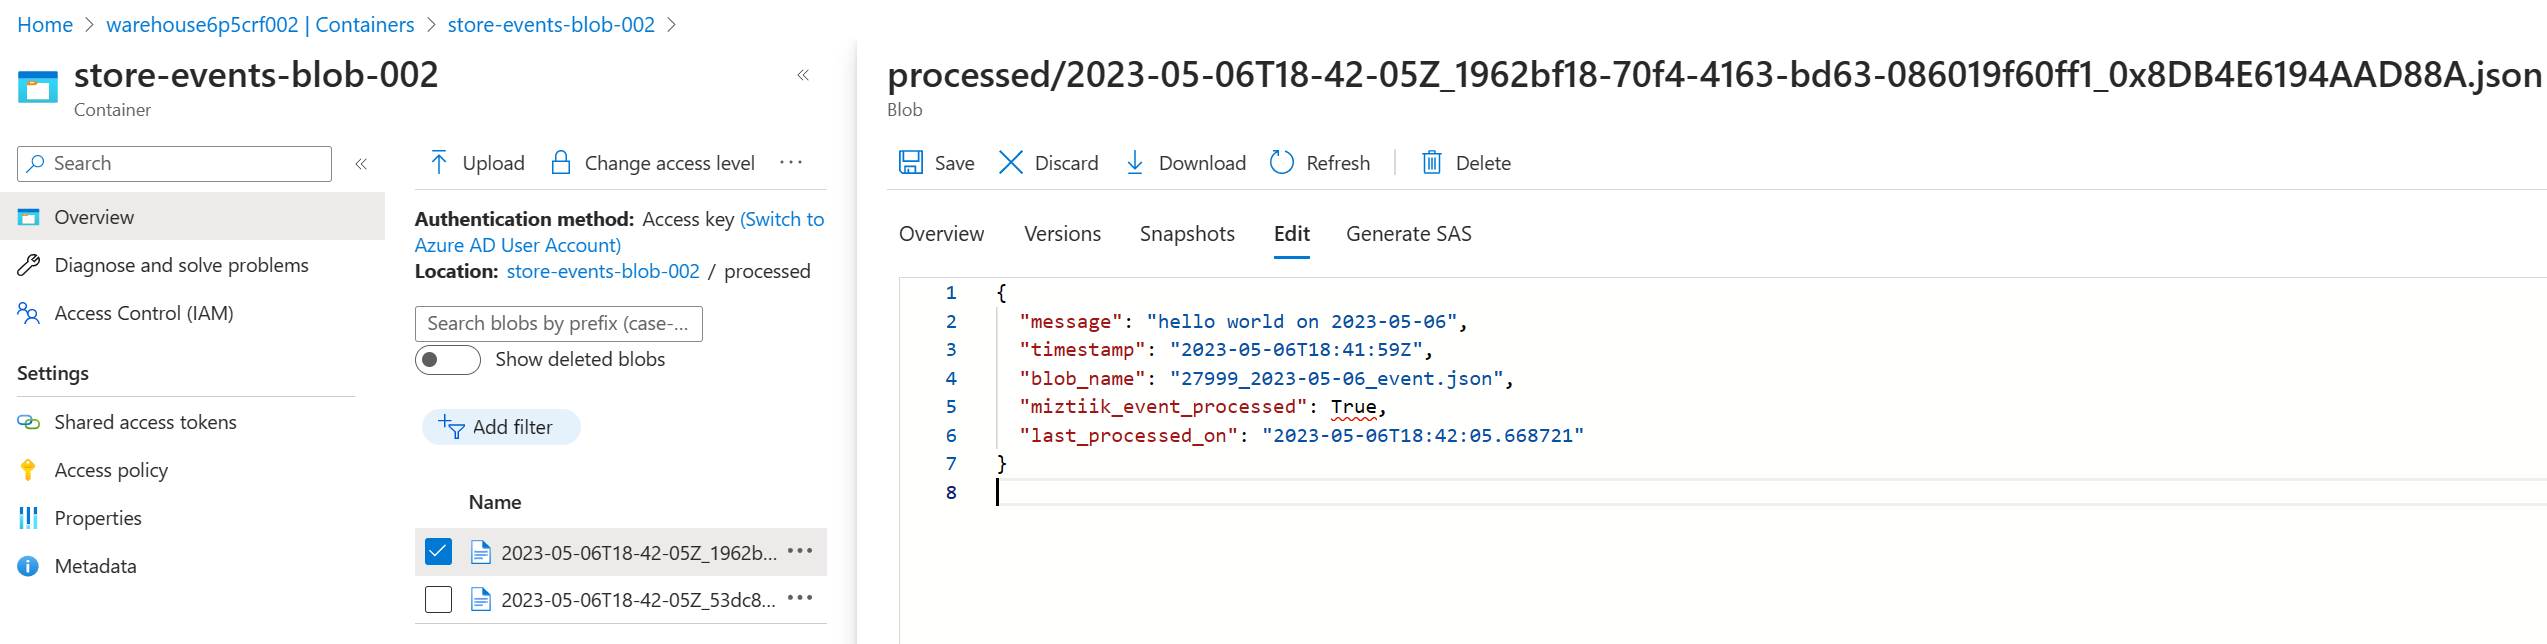 Home > warehouse6p5crf002 | Containers > store-events-blob-002 >
store-events-blob-002
Container
Search
Overview
Diagnose and solve problems
Access Control (IAM)
Settings
Shared access tokens
Access policy
Properties
Metadata
Upload Change access level ...
Authentication method: Access key (Switch to
Azure AD User Account)
Location: store-events-blob-002 / processed
Search blobs by prefix (case-...
Show deleted blobs
Add filter
Name
2023-05-06T18-42-05Z_1962b... ...
2023-05-06T18-42-05Z_53dc8... ...
processed/2023-05-06T18-42-05Z_1962bf18-70f4-4163-bd63-086019f60ff1_0x8DB4E6194AAD88A.json
Blob
Save Discard Download Refresh Delete
Overview Versions Snapshots Edit Generate SAS
1 {
2 "message": "hello world on 2023-05-06",
3 "timestamp": "2023-05-06T18:41:59Z",
4 "blob_name": "27999_2023-05-06_event.json",
5 "miztiik_event_processed": True,
6 "last_processed_on": "2023-05-06T18:42:05.668721"
7 }
8